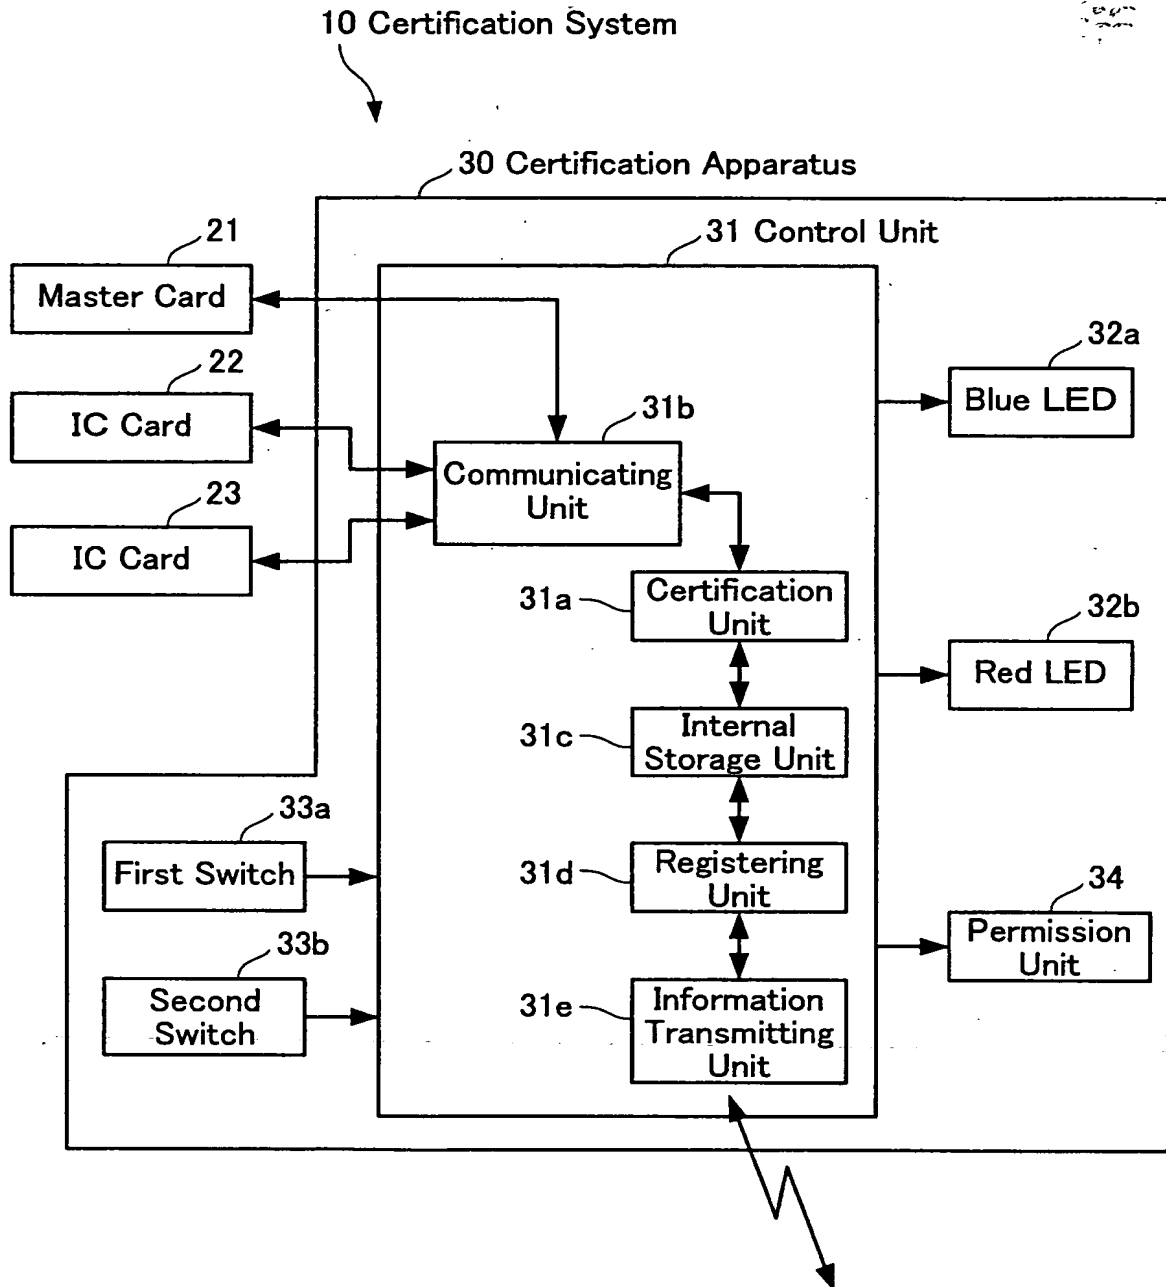 10 Certification System
30 Certification Apparatus
21
Master Card
22
IC Card
23
IC Card
31 Control Unit
31b
Communicating
Unit
31a
Certification
Unit
31c
Internal
Storage Unit
31d
Registering
Unit
31e
Information
Transmitting
Unit
33a
First Switch
33b
Second
Switch
32a
Blue LED
32b
Red LED
34
Permission
Unit